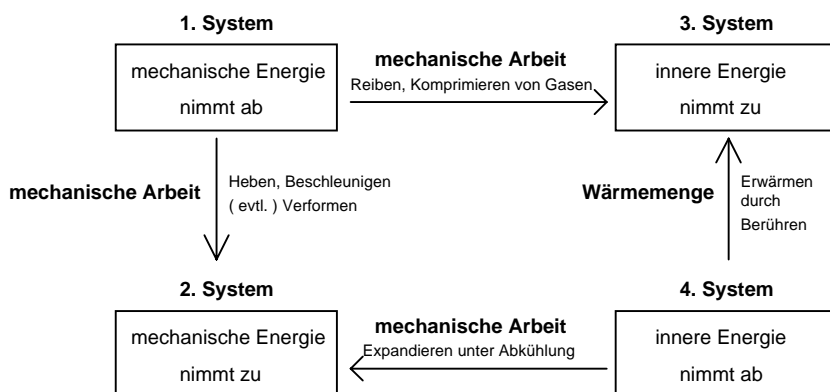 1. System
3. System
mechanische Energie
nimmt ab
mechanische Arbeit
Reiben, Komprimieren von Gasen
innere Energie
nimmt zu
mechanische Arbeit
Heben, Beschleunigen
( evtl. ) Verformen
Wärmemenge
Erwärmen
durch
Berühren
2. System
4. System
mechanische Energie
nimmt zu
mechanische Arbeit
Expandieren unter Abkühlung
innere Energie
nimmt ab